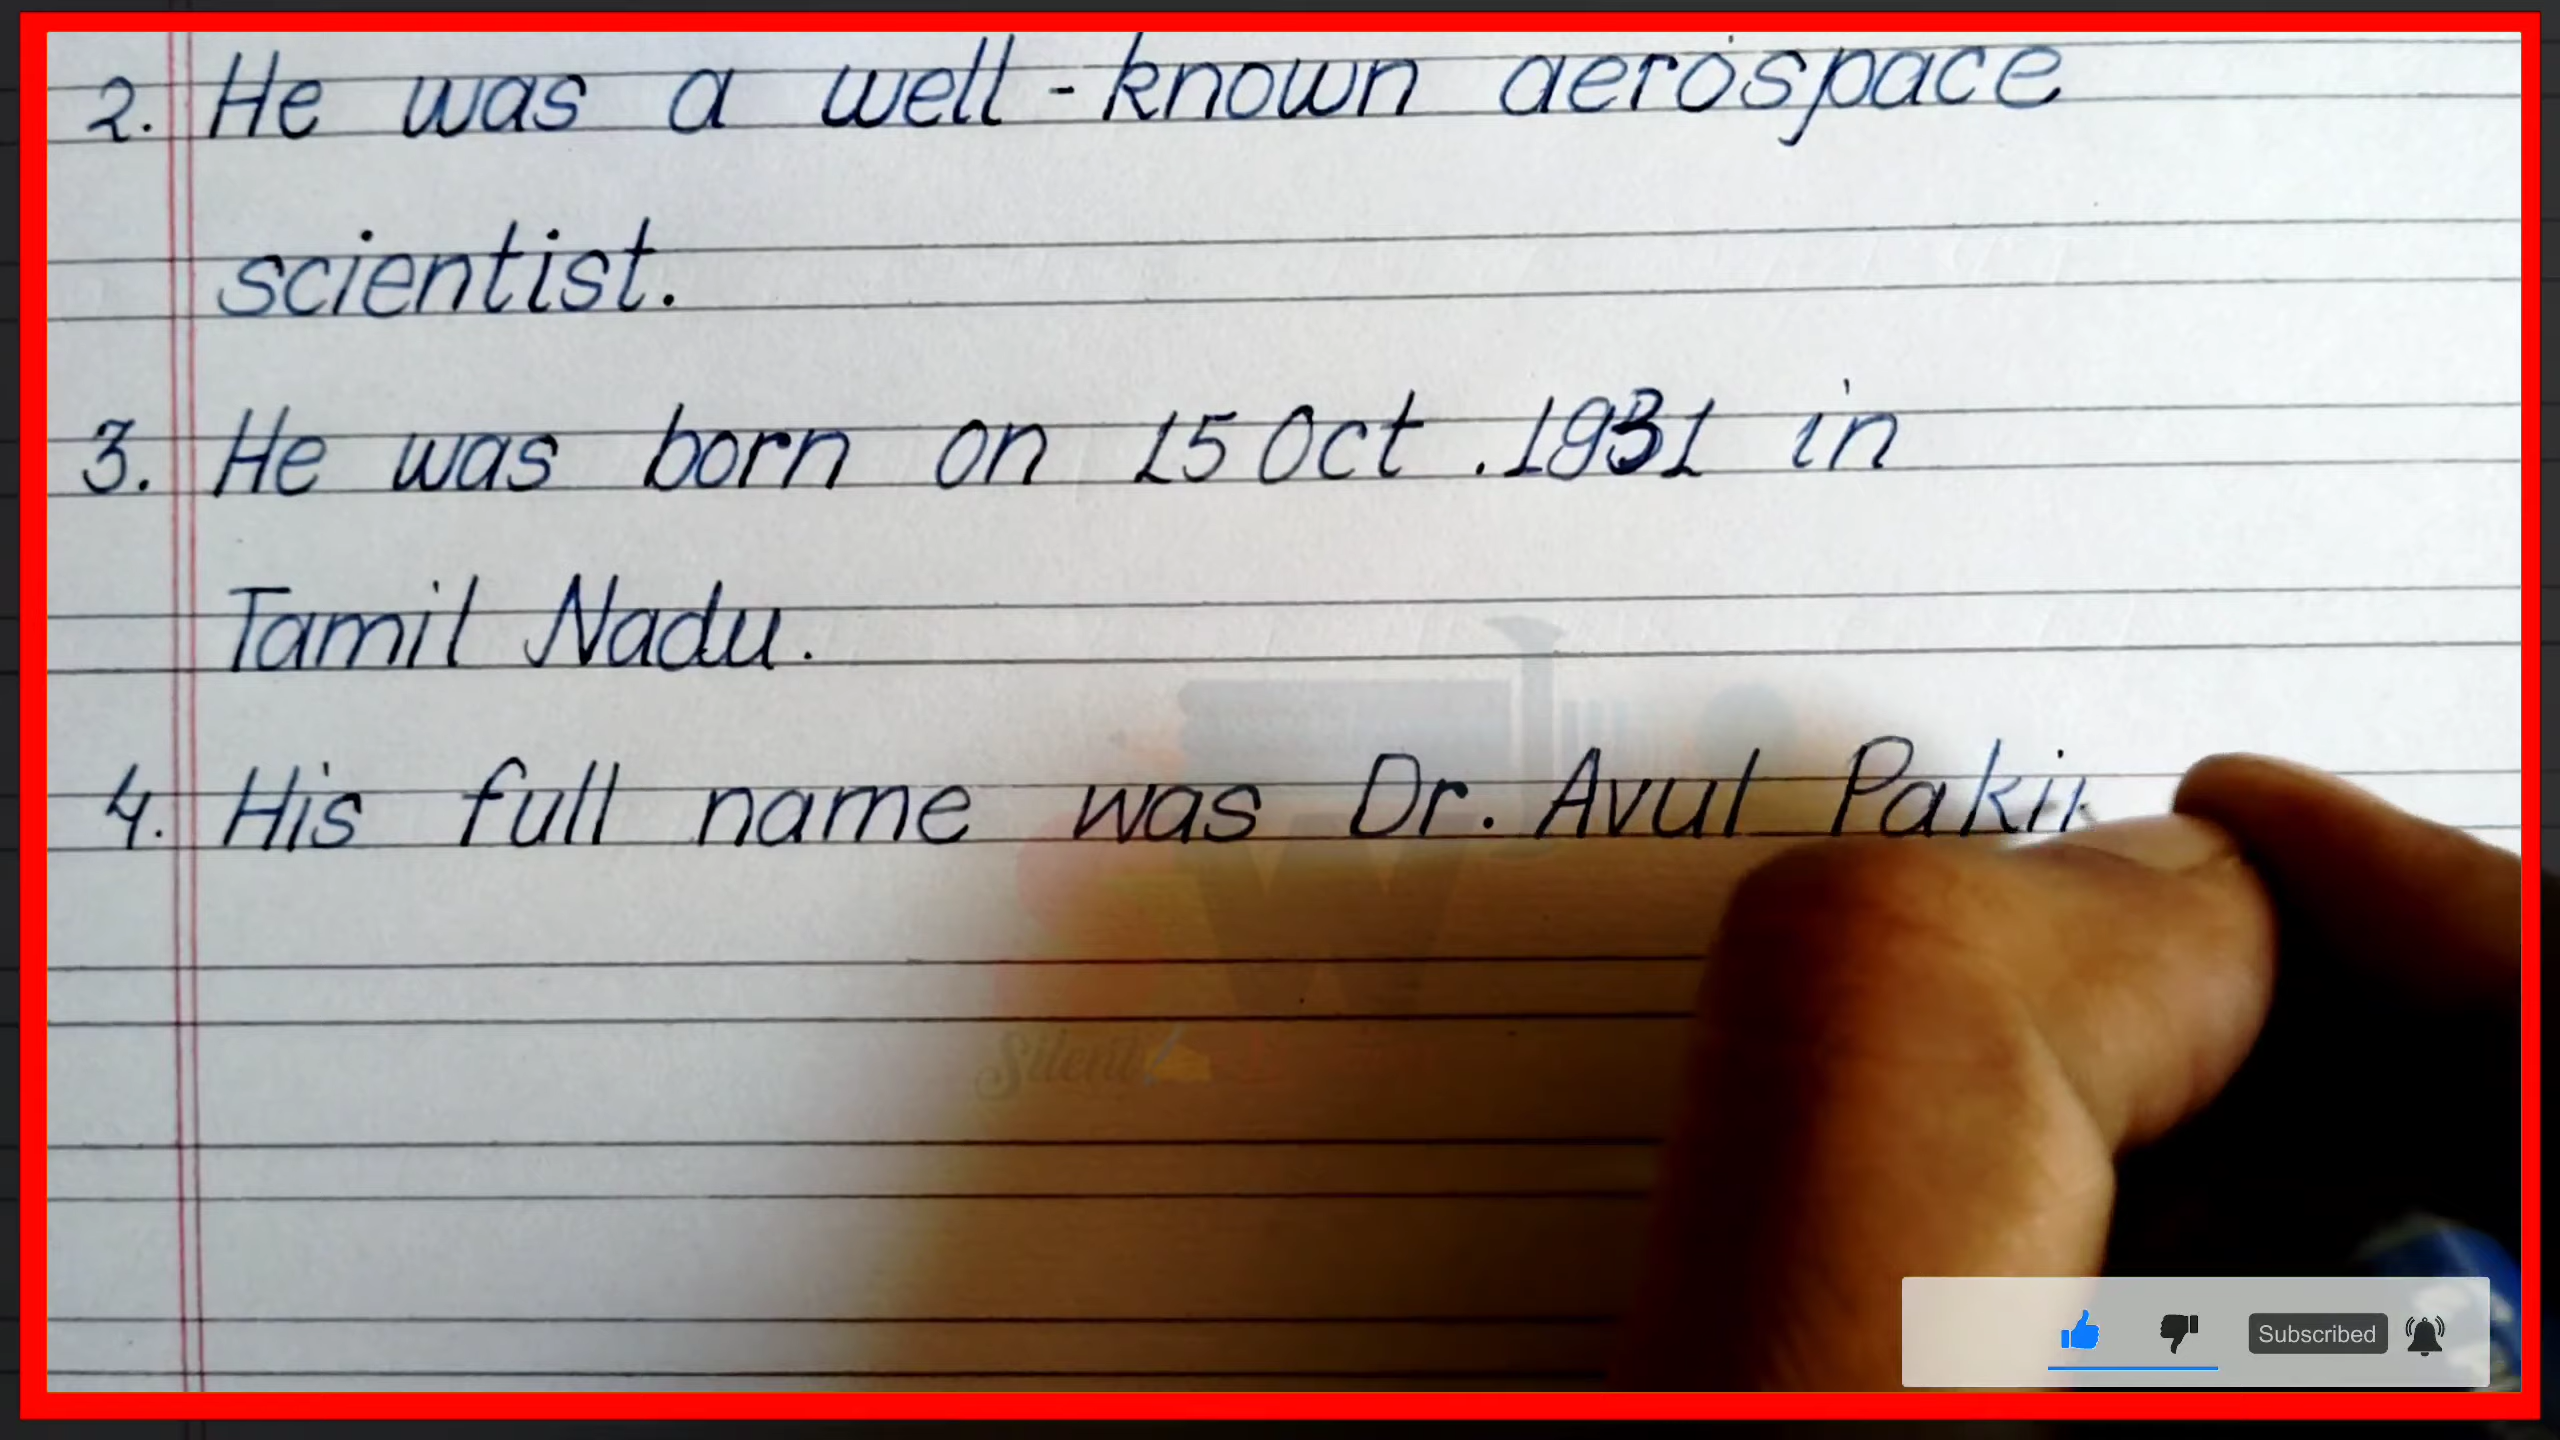 2. He was a well-known aerospace
scientist.
3. He was born on 15 Oct. 1931 in
Tamil Nadu.
4. His full name was Dr. Avul
Silent
Subscribed